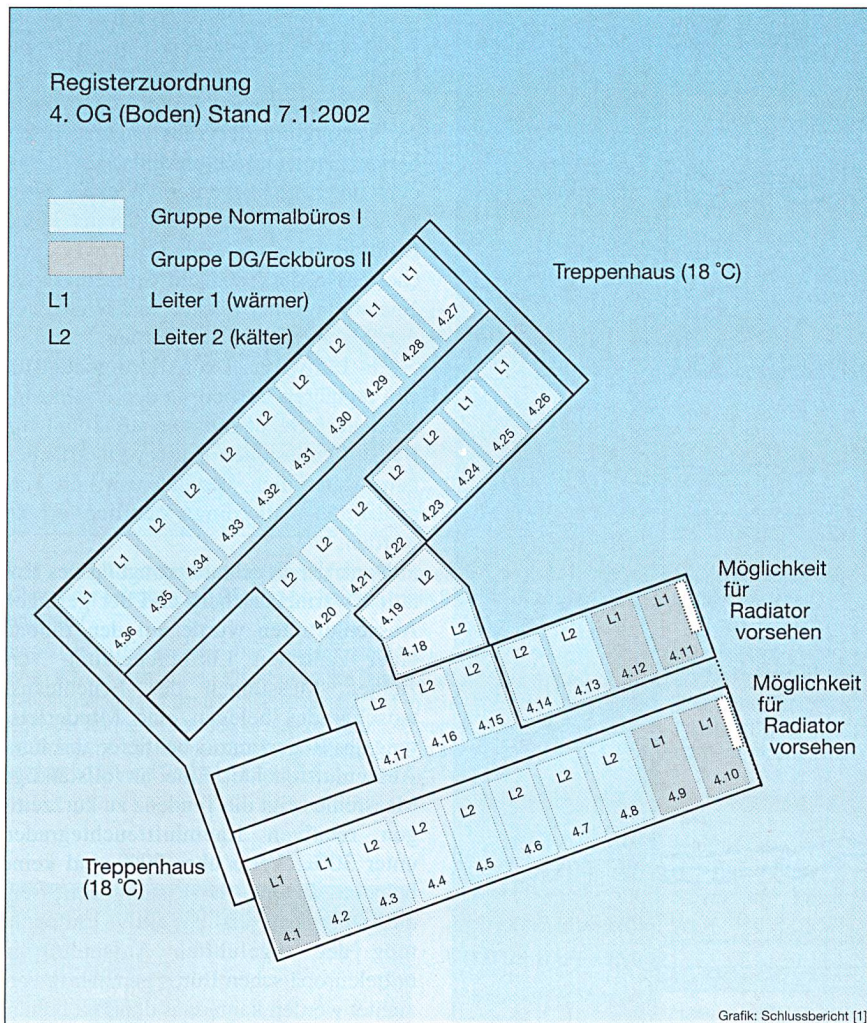 Registerzuordnung
4. OG (Boden) Stand 7.1.2002
Gruppe Normalbüros I
Gruppe DG/Eckbüros II
L1 Leiter 1 (wärmer)
L2 Leiter 2 (kälter)
Treppenhaus (18 °C)
L1 4.27
L1 4.28
L2 4.29
L2 4.30
L2 4.31
L2 4.32
L2 4.33
L2 4.34
L1 4.35
L1 4.36
L1 4.26
L1 4.25
L2 4.24
L2 4.23
L2 4.22
L2 4.21
L2 4.20
4.19 L2
4.18 L2
Möglichkeit
für
Radiator
vorsehen
L1 4.11
L1 4.12
L2 4.13
L2 4.14
L2 4.15
L2 4.16
L2 4.17
Möglichkeit
für
Radiator
vorsehen
L1 4.10
L1 4.9
L2 4.8
L2 4.7
L2 4.6
L2 4.5
L2 4.4
L2 4.3
L1 4.2
L1 4.1
Treppenhaus
(18 °C)
Grafik: Schlussbericht [1]